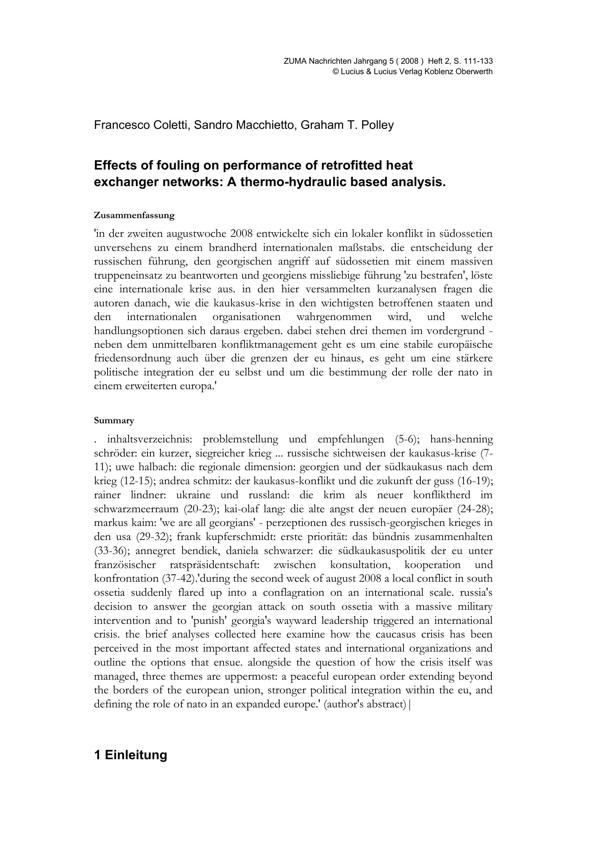 ZUMA Nachrichten Jahrgang 5 ( 2008 )  Heft 2, S. 111-133
© Lucius & Lucius Verlag Koblenz Oberwerth
Francesco Coletti, Sandro Macchietto, Graham T. Polley
Effects of fouling on performance of retrofitted heat
exchanger networks: A thermo-hydraulic based analysis.
Zusammenfassung
'in der zweiten augustwoche 2008 entwickelte sich ein lokaler konflikt in südossetien
unversehens zu einem brandherd internationalen maßstabs. die entscheidung der
russischen führung, den georgischen angriff auf südossetien mit einem massiven
truppeneinsatz zu beantworten und georgiens missliebige führung 'zu bestrafen', löste
eine internationale krise aus. in den hier versammelten kurzanalysen fragen die
autoren danach, wie die kaukasus-krise in den wichtigsten betroffenen staaten und
den internationalen organisationen wahrgenommen wird, und welche
handlungsoptionen sich daraus ergeben. dabei stehen drei themen im vordergrund -
neben dem unmittelbaren konfliktmanagement geht es um eine stabile europäische
friedensordnung auch über die grenzen der eu hinaus, es geht um eine stärkere
politische integration der eu selbst und um die bestimmung der rolle der nato in
einem erweiterten europa.'
Summary
. inhaltsverzeichnis: problemstellung und empfehlungen (5-6); hans-henning
schröder: ein kurzer, siegreicher krieg ... russische sichtweisen der kaukasus-krise (7-
11); uwe halbach: die regionale dimension: georgien und der südkaukasus nach dem
krieg (12-15); andrea schmitz: der kaukasus-konflikt und die zukunft der guss (16-19);
rainer lindner: ukraine und russland: die krim als neuer konfliktherd im
schwarzmeerraum (20-23); kai-olaf lang: die alte angst der neuen europäer (24-28);
markus kaim: 'we are all georgians' - perzeptionen des russisch-georgischen krieges in
den usa (29-32); frank kupferschmidt: erste priorität: das bündnis zusammenhalten
(33-36); annegret bendiek, daniela schwarzer: die südkaukasuspolitik der eu unter
französischer ratspräsidentschaft: zwischen konsultation, kooperation und
konfrontation (37-42).'during the second week of august 2008 a local conflict in south
ossetia suddenly flared up into a conflagration on an international scale. russia's
decision to answer the georgian attack on south ossetia with a massive military
intervention and to 'punish' georgia's wayward leadership triggered an international
crisis. the brief analyses collected here examine how the caucasus crisis has been
perceived in the most important affected states and international organizations and
outline the options that ensue. alongside the question of how the crisis itself was
managed, three themes are uppermost: a peaceful european order extending beyond
the borders of the european union, stronger political integration within the eu, and
defining the role of nato in an expanded europe.' (author's abstract)|
1 Einleitung